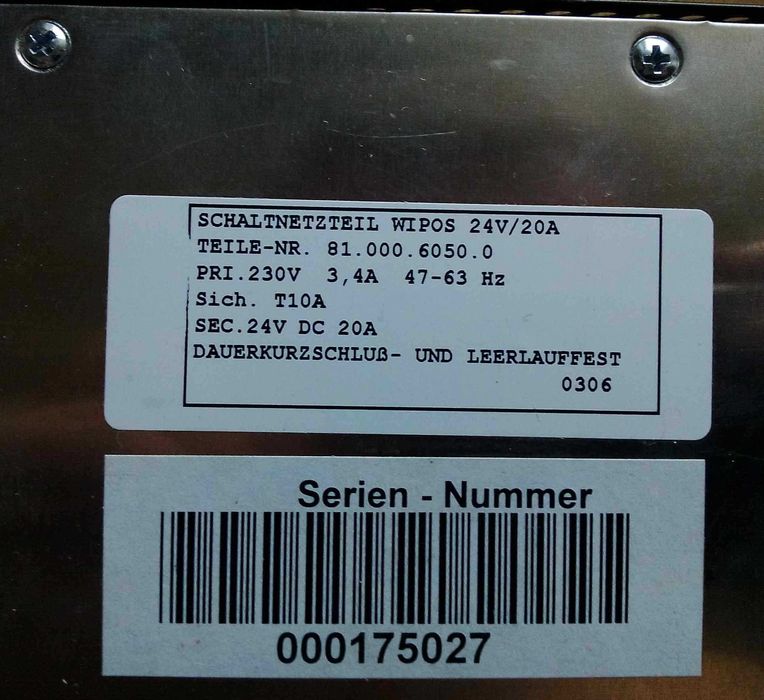 SCHALTNETZTEIL WIPOS 24V/20A
TEILE-NR. 81.000.6050.0
PRI.230V 3,4A 47-63 Hz
Sich. T10A
SEC.24V DC 20A
DAUERKURZSCHLUß- UND LEERLAUFFEST
0306
Serien - Nummer
000175027